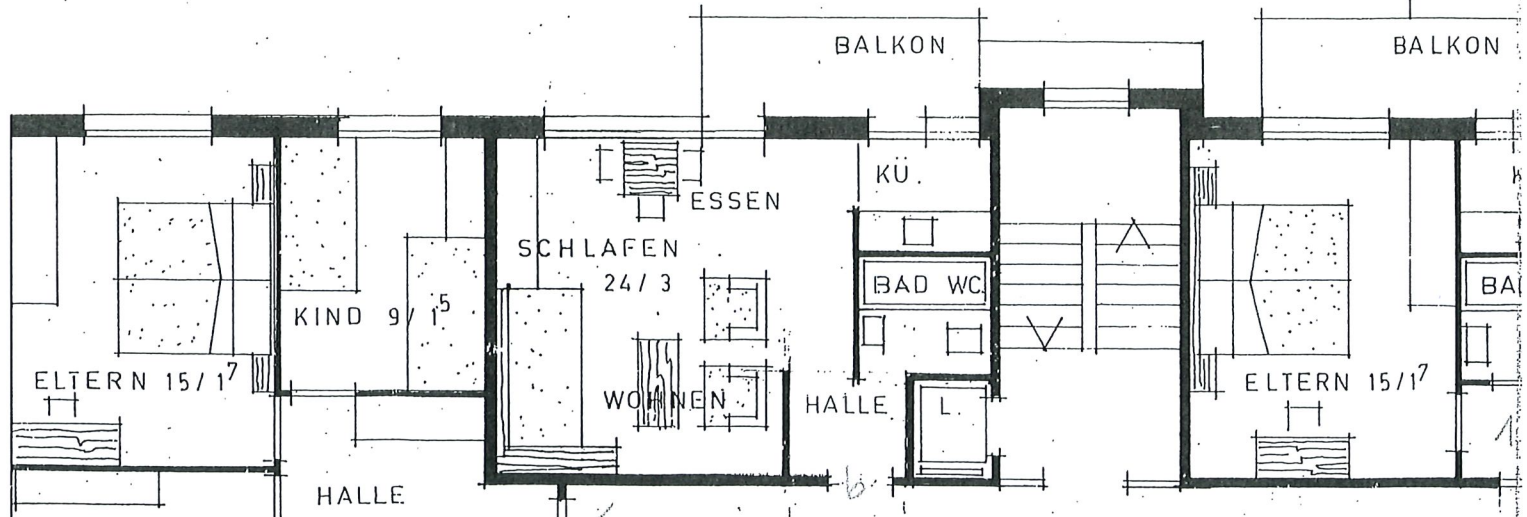 BALKON
BALKON
KÜ.
ESSEN
SCHLAFEN
24/3
BAD WC
BA
KIND 9/1⁵
ELTERN 15/1⁷
WOHNEN
HALLE
L.
ELTERN 15/1⁷
HALLE
b.